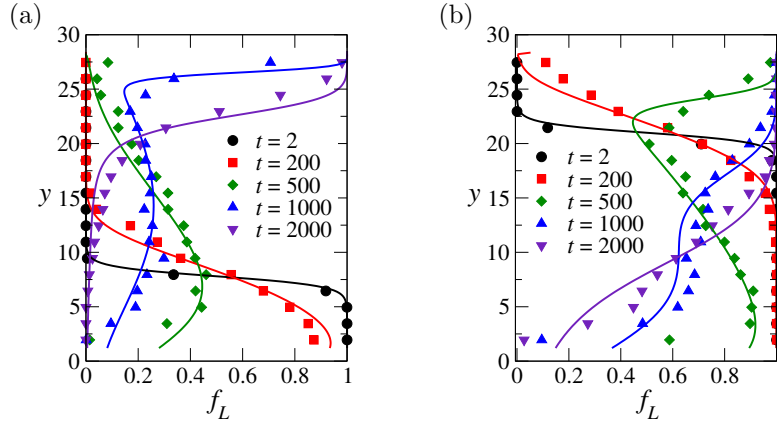 (a)
30
25
20
15
10
5
0
y
0 0.2 0.4 0.6 0.8 1
f_L
t = 2
t = 200
t = 500
t = 1000
t = 2000
(b)
30
25
20
15
10
5
0
y
0 0.2 0.4 0.6 0.8 1
f_L
t = 2
t = 200
t = 500
t = 1000
t = 2000